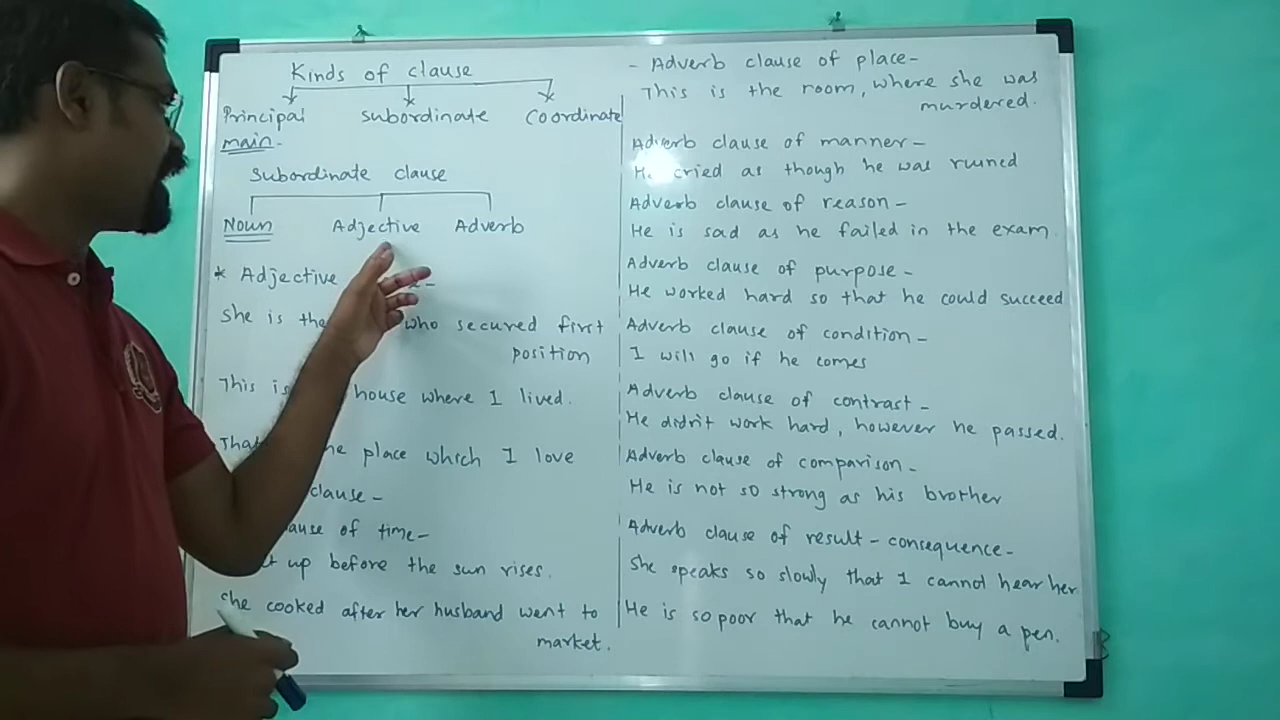 Kinds of clause
Principal subordinate coordinate
main-
Subordinate clause
Noun Adjective Adverb
* Adjective -
She is the who secured first
position
This is house where I lived.
That place which I love
clause-
of time-
up before the sun rises.
She cooked after her husband went to
market.
- Adverb clause of place-
This is the room, where she was
murdered.
Adverb clause of manner-
He cried as though he was ruined
Adverb clause of reason-
He is sad as he failed in the exam.
Adverb clause of purpose-
He worked hard so that he could succeed
Adverb clause of condition-
I will go if he comes
Adverb clause of contrast-
He didn't work hard, however he passed.
Adverb clause of comparison-
He is not so strong as his brother
Adverb clause of result-consequence-
She speaks so slowly that I cannot hear her
He is so poor that he cannot buy a pen.